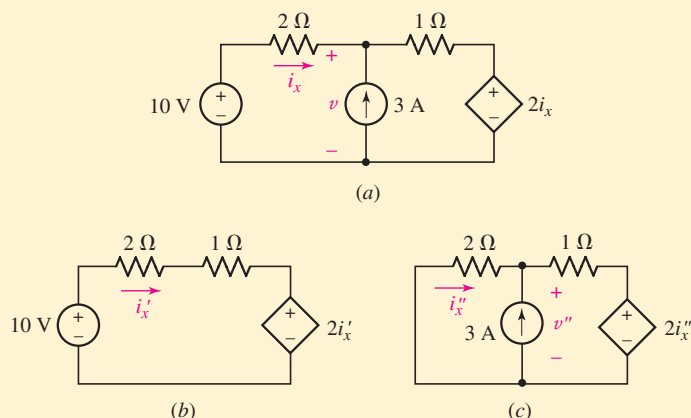 2 Ω
1 Ω
+
i_x
10 V
+
−
v
3 A
+
−
2i_x
−
(a)
2 Ω
1 Ω
i_x′
10 V
+
−
+
−
2i_x′
(b)
2 Ω
1 Ω
i_x″
+
3 A
v″
+
−
2i_x″
−
(c)